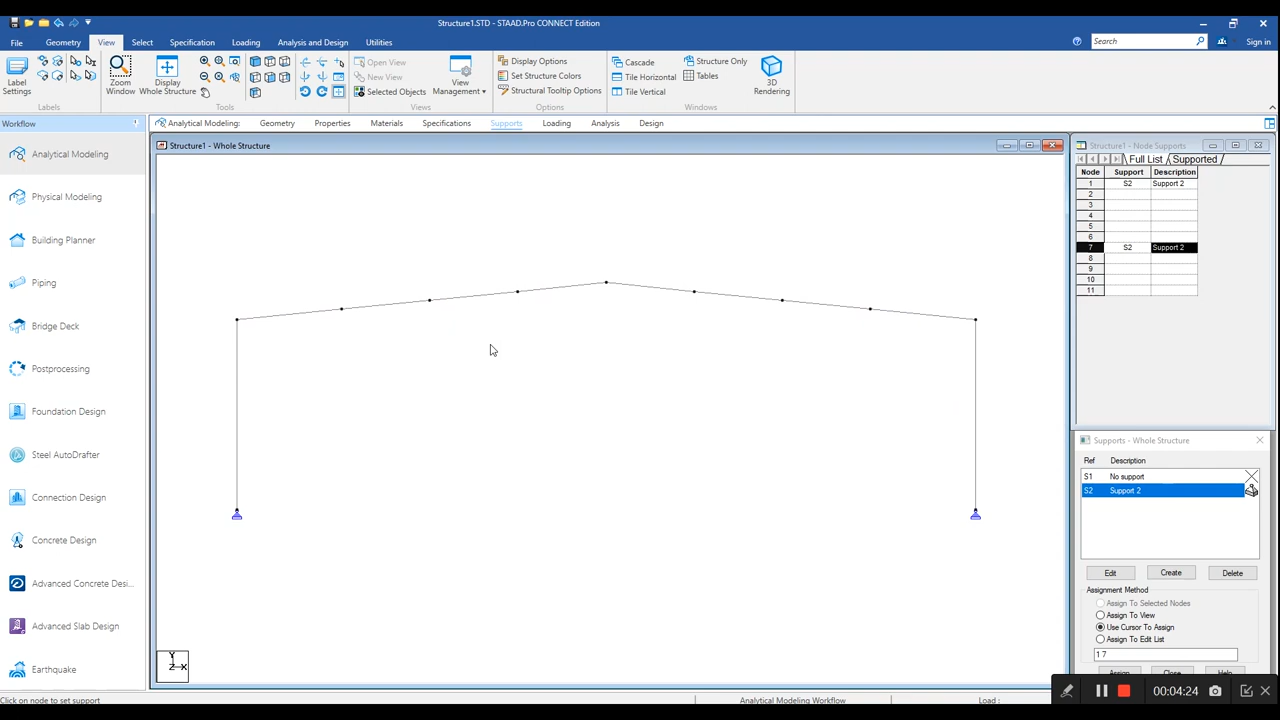 Structure1.STD - STAAD.Pro CONNECT Edition
File Geometry View Select Specification Loading Analysis and Design Utilities Search Sign in
Label Settings
Labels
Zoom Window
Display Whole Structure
Tools
Open View
New View
Selected Objects
View Management
Views
Display Options
Set Structure Colors
Structural Tooltip Options
Options
Cascade
Tile Horizontal
Tile Vertical
Structure Only
Tables
Windows
3D Rendering
Workflow
Analytical Modeling: Geometry Properties Materials Specifications Supports Loading Analysis Design
Analytical Modeling
Physical Modeling
Building Planner
Piping
Bridge Deck
Postprocessing
Foundation Design
Steel AutoDrafter
Connection Design
Concrete Design
Advanced Concrete Desi...
Advanced Slab Design
Earthquake
Structure1 - Whole Structure
Y
Z X
Structure1 - Node Supports
Full List Supported
Node Support Description
1 S2 Support 2
2
3
4
5
6
7 S2 Support 2
8
9
10
11
Supports - Whole Structure
Ref Description
S1 No support
S2 Support 2
Edit Create Delete
Assignment Method
Assign To Selected Nodes
Assign To View
Use Cursor To Assign
Assign To Edit List
1 7
Assign Close Help
00:04:24
Click on node to set support Analytical Modeling Workflow Load :